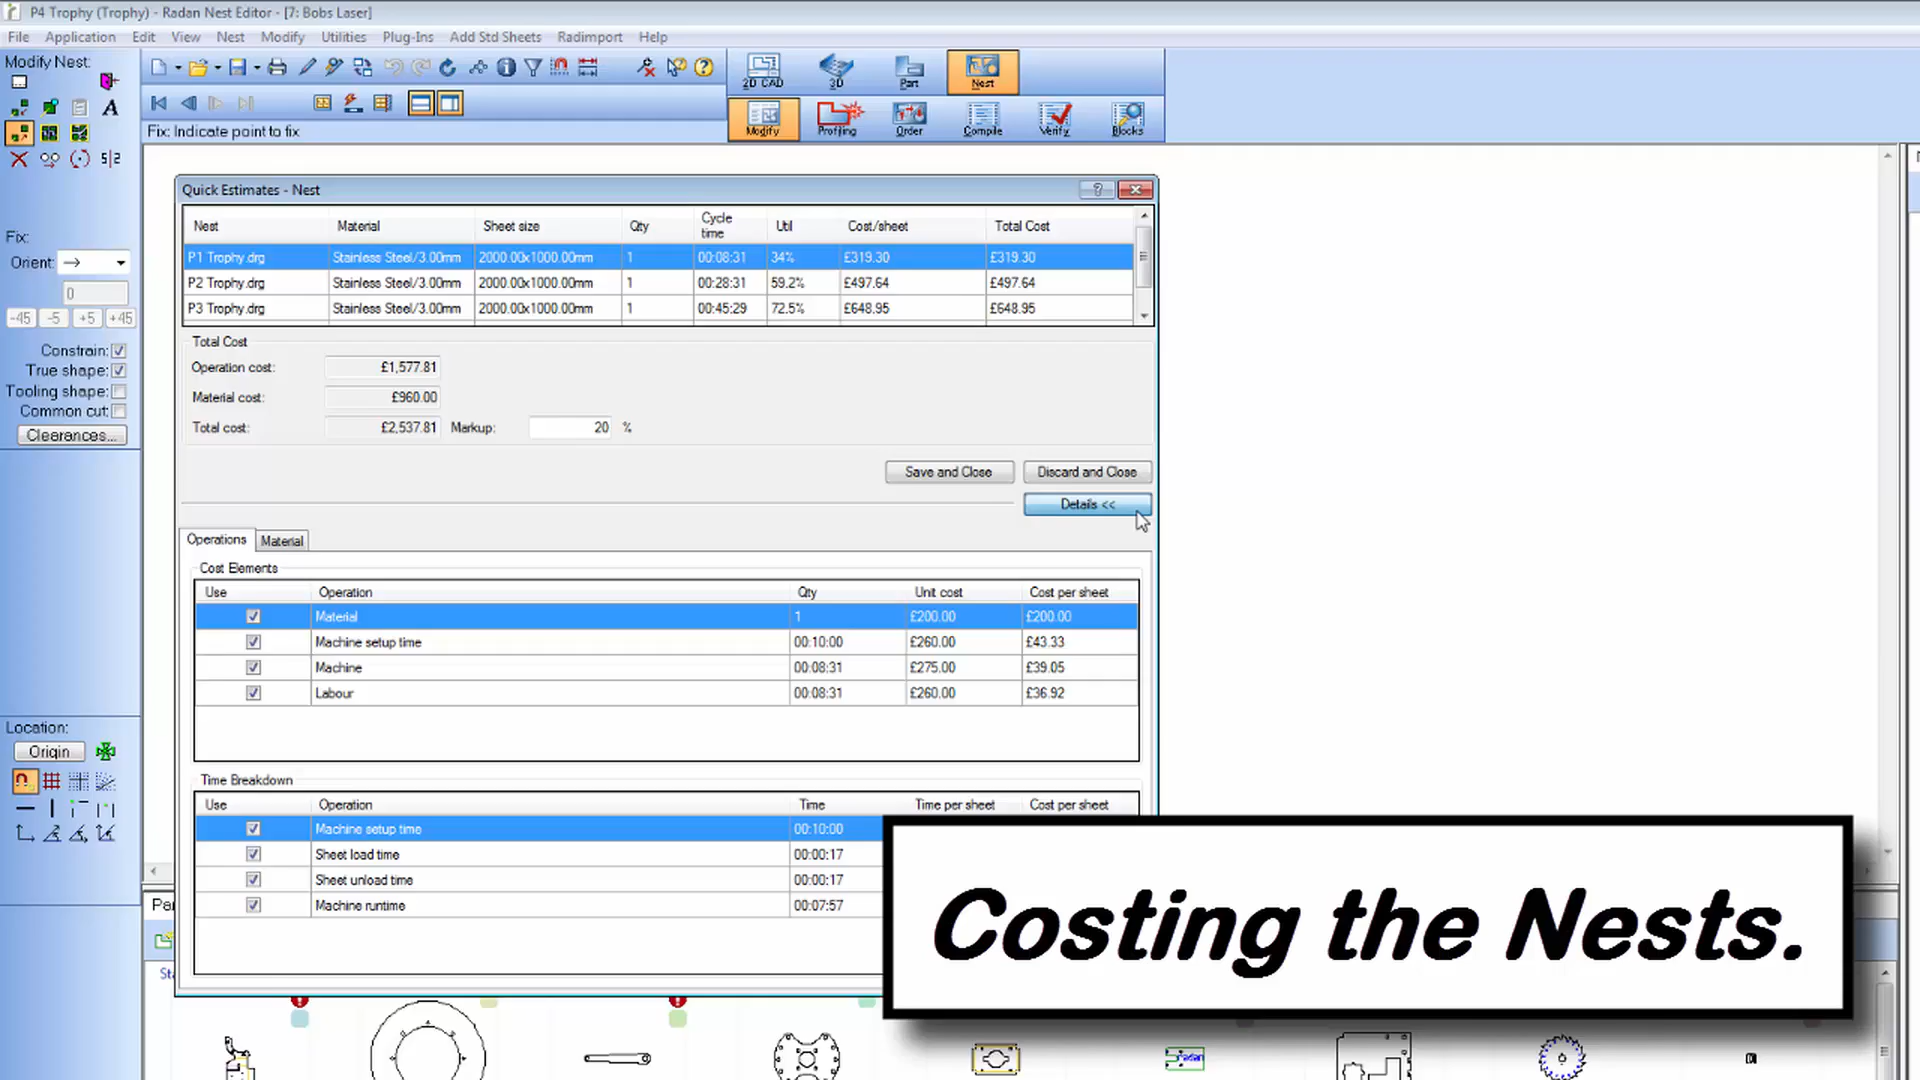 P4 Trophy (Trophy) - Radan Nest Editor - [7: Bobs Laser]
File Application Edit View Nest Modify Utilities Plug-Ins Add Std Sheets Radimport Help
Modify Nest:
2D CAD 3D Part Nest
Modify Profiling Order Compile Verify Blocks
Fix: Indicate point to fix
Fix:
Orient:
0
-45 -5 +5 +45
Constrain:
True shape:
Tooling shape:
Common cut:
Clearances...
Location:
Origin
Quick Estimates - Nest
Nest Material Sheet size Qty Cycle time Util Cost/sheet Total Cost
P1 Trophy.drg Stainless Steel/3.00mm 2000.00x1000.00mm 1 00:08:31 34% £319.30 £319.30
P2 Trophy.drg Stainless Steel/3.00mm 2000.00x1000.00mm 1 00:28:31 59.2% £497.64 £497.64
P3 Trophy.drg Stainless Steel/3.00mm 2000.00x1000.00mm 1 00:45:29 72.5% £648.95 £648.95
Total Cost
Operation cost: £1,577.81
Material cost: £960.00
Total cost: £2,537.81 Markup: 20 %
Save and Close Discard and Close
Details <<
Operations Material
Cost Elements
Use Operation Qty Unit cost Cost per sheet
Material 1 £200.00 £200.00
Machine setup time 00:10:00 £260.00 £43.33
Machine 00:08:31 £275.00 £39.05
Labour 00:08:31 £260.00 £36.92
Time Breakdown
Use Operation Time Time per sheet Cost per sheet
Machine setup time 00:10:00
Sheet load time 00:00:17
Sheet unload time 00:00:17
Machine runtime 00:07:57
Costing the Nests.
radan